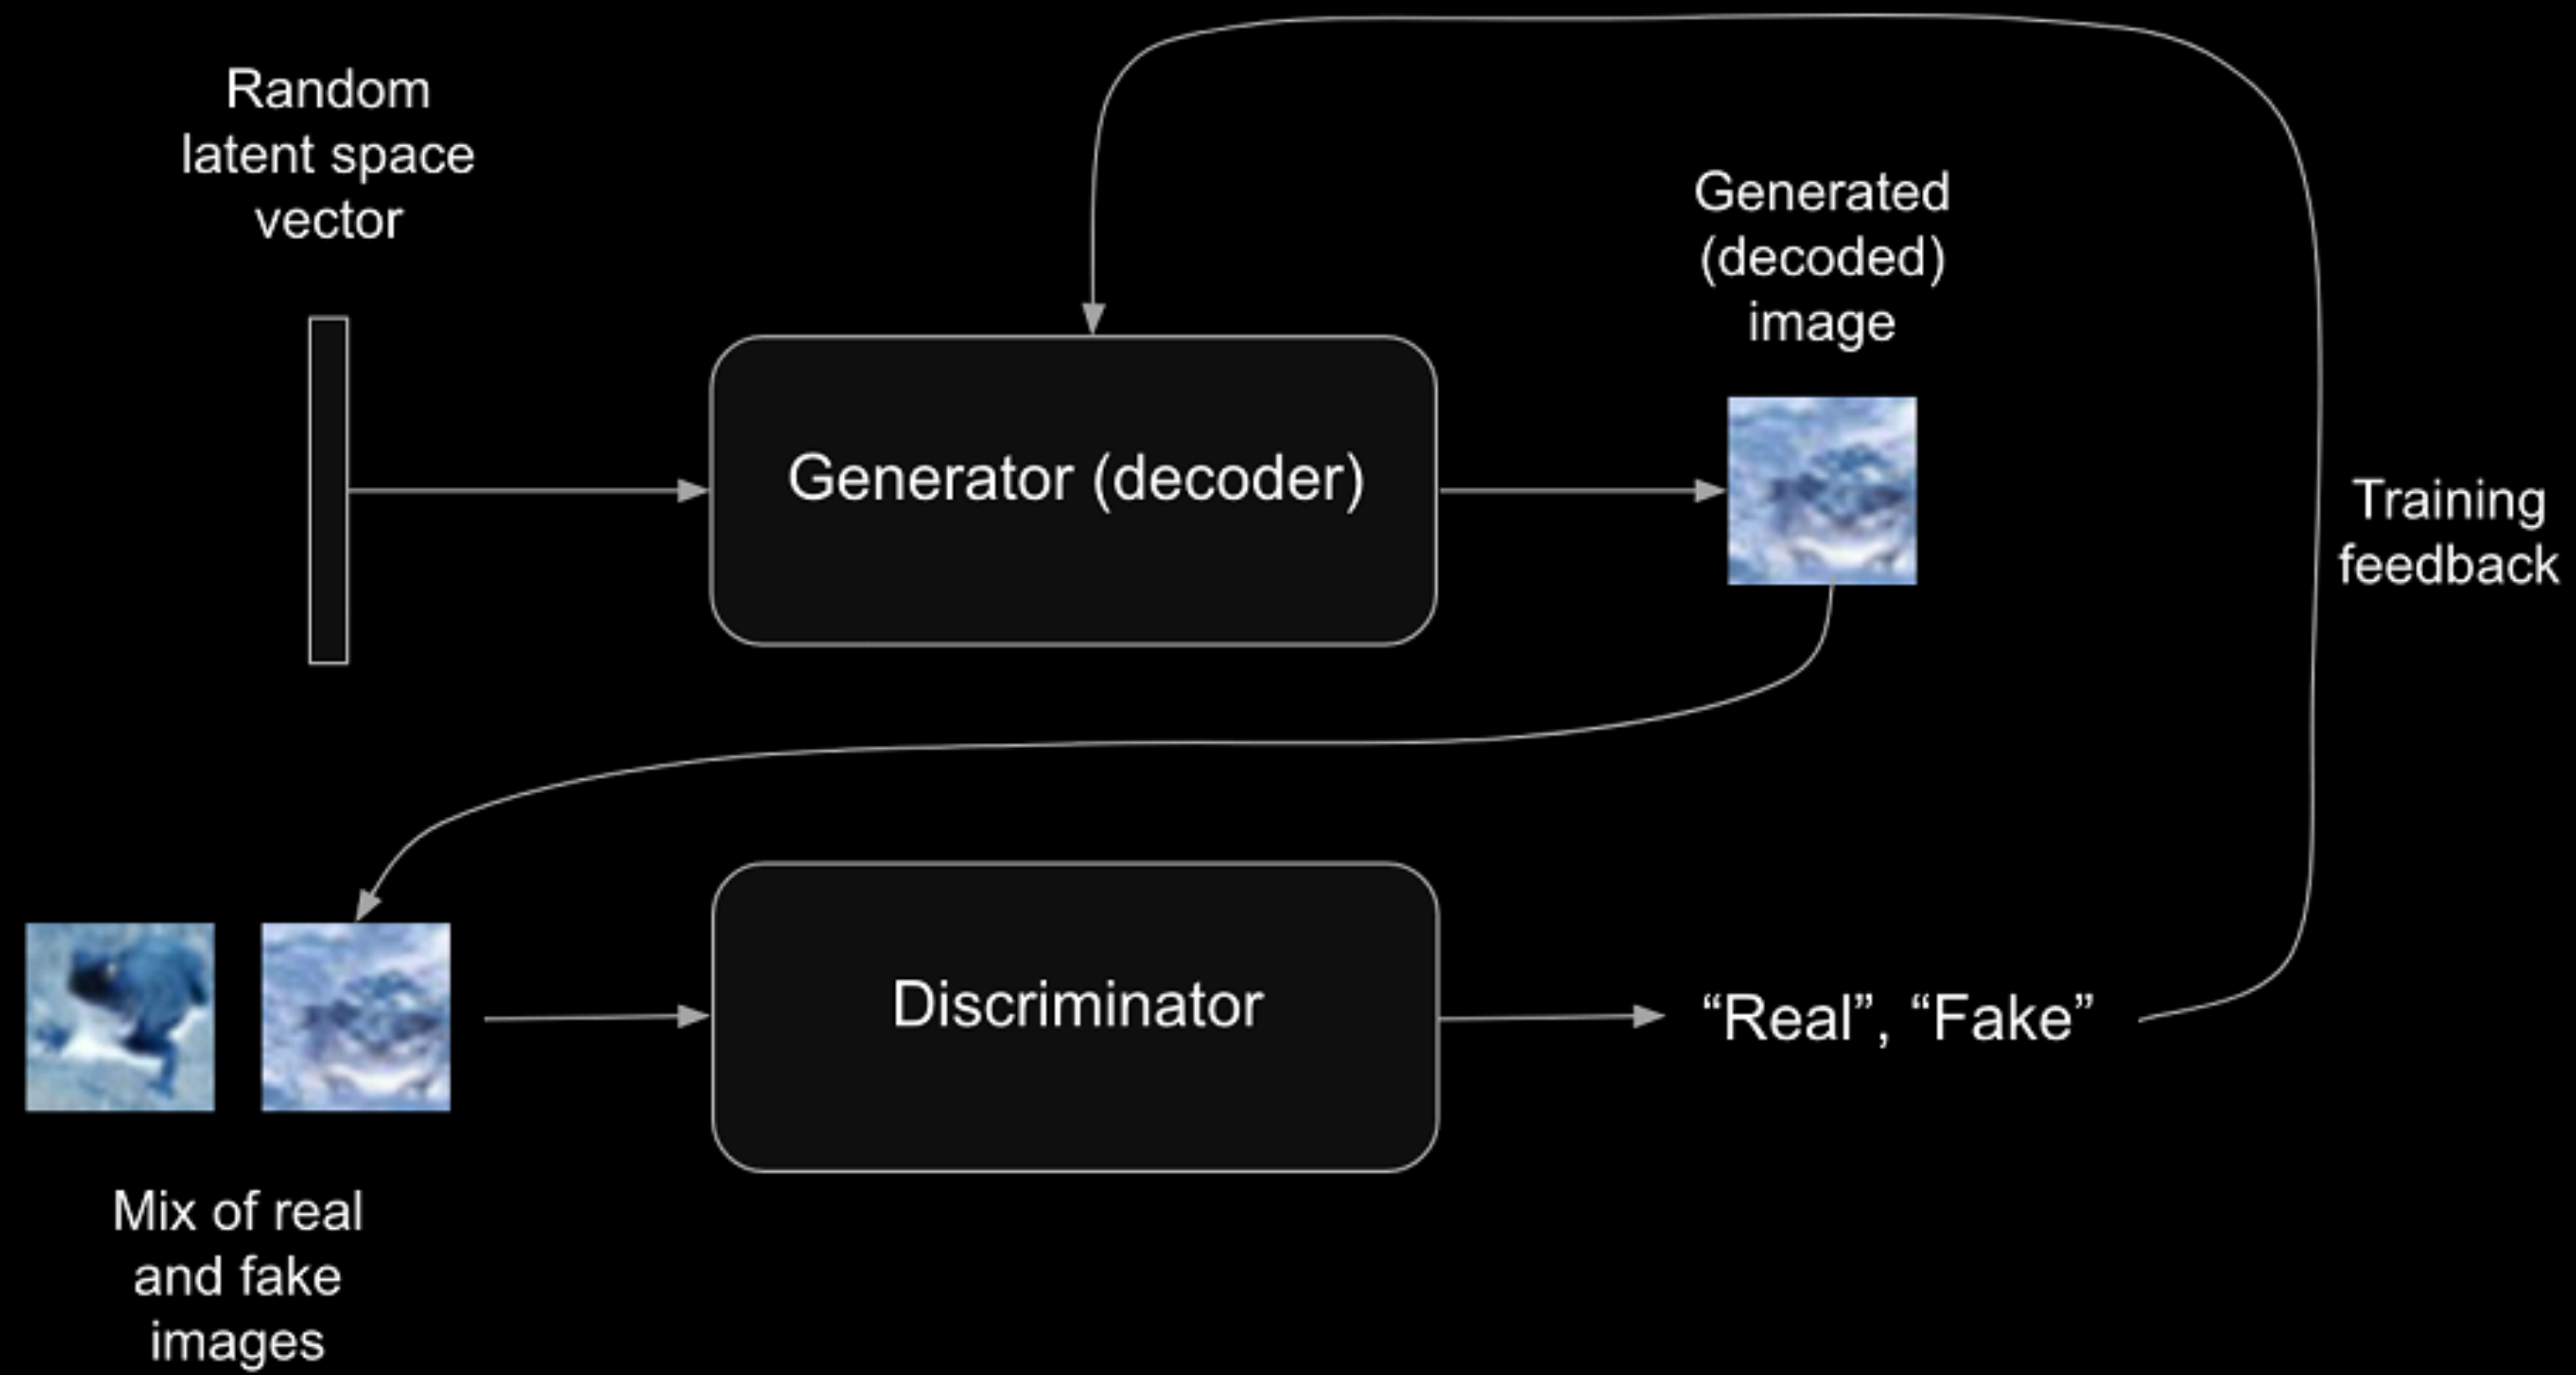 Random
latent space
vector
Generated
(decoded)
image
Generator (decoder)
Training
feedback
Discriminator
“Real”, “Fake”
Mix of real
and fake
images